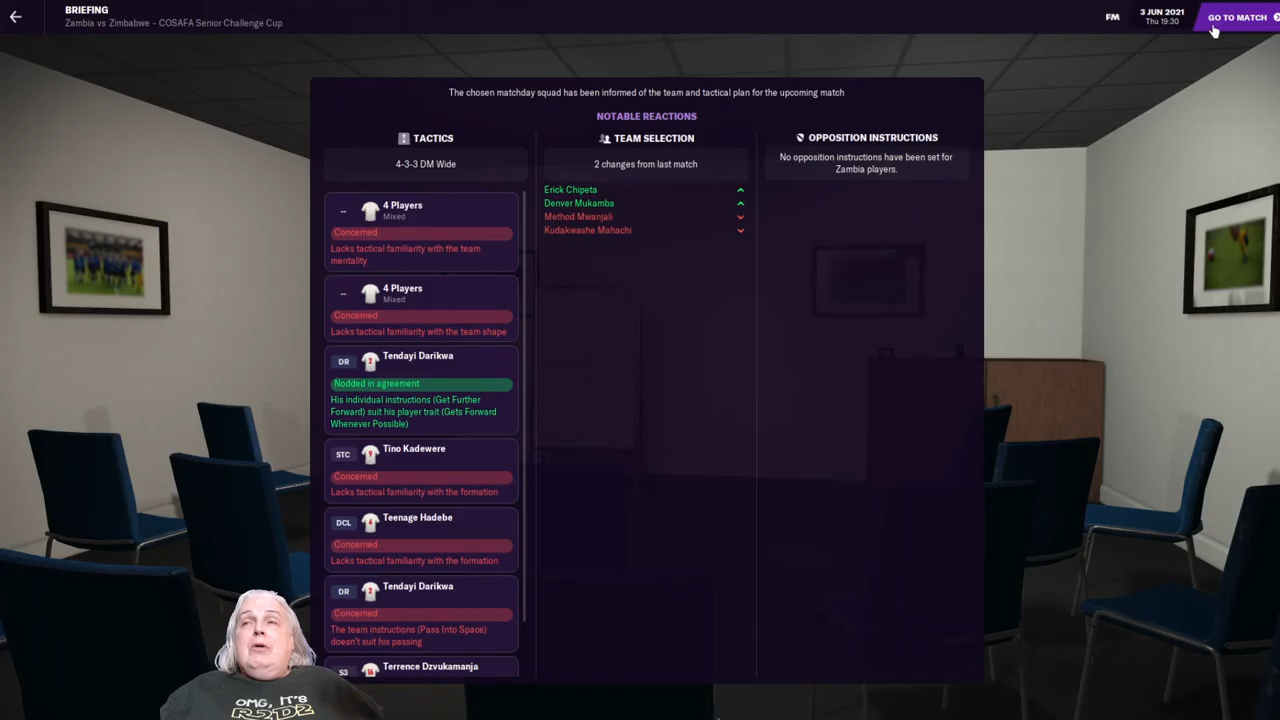 BRIEFING
Zambia vs Zimbabwe - COSAFA Senior Challenge Cup
FM
3 JUN 2021
Thu 19:30
GO TO MATCH
The chosen matchday squad has been informed of the team and tactical plan for the upcoming match
NOTABLE REACTIONS
TACTICS
4-3-3 DM Wide
-- 4 Players
Mixed
Concerned
Lacks tactical familiarity with the team
mentality
-- 4 Players
Mixed
Concerned
Lacks tactical familiarity with the team shape
DR 2 Tendayi Darikwa
Nodded in agreement
His individual instructions (Get Further
Forward) suit his player trait (Gets Forward
Whenever Possible)
STC 9 Tino Kadewere
Concerned
Lacks tactical familiarity with the formation
DCL 4 Teenage Hadebe
Concerned
Lacks tactical familiarity with the formation
DR 2 Tendayi Darikwa
Concerned
The team instructions (Pass Into Space)
doesn't suit his passing
S3 16 Terrence Dzvukamanja
TEAM SELECTION
2 changes from last match
Erick Chipeta
Denver Mukamba
Method Mwanjali
Kudakwashe Mahachi
OPPOSITION INSTRUCTIONS
No opposition instructions have been set for
Zambia players.
OMG, IT'S
R2D2